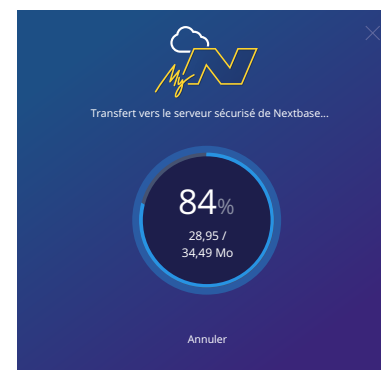 My N
Transfert vers le serveur sécurisé de Nextbase...
84%
28,95 /
34,49 Mo
Annuler